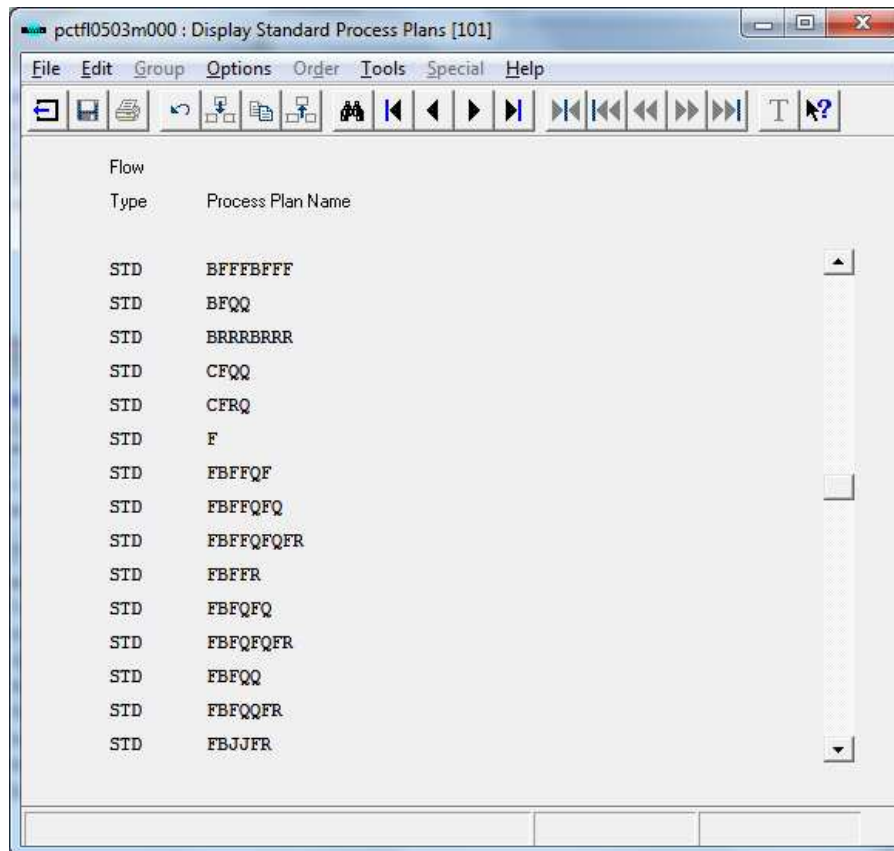 pctfl0503m000 : Display Standard Process Plans [101]
File Edit Group Options Order Tools Special Help
T ?
Flow
Type Process Plan Name
STD BFFFBFFF
STD BFQQ
STD BRRRBRRR
STD CFQQ
STD CFRQ
STD F
STD FBFFQF
STD FBFFQFQ
STD FBFFQFQFR
STD FBFFR
STD FBFQFQ
STD FBFQFQFR
STD FBFQQ
STD FBFQQFR
STD FBJJFR